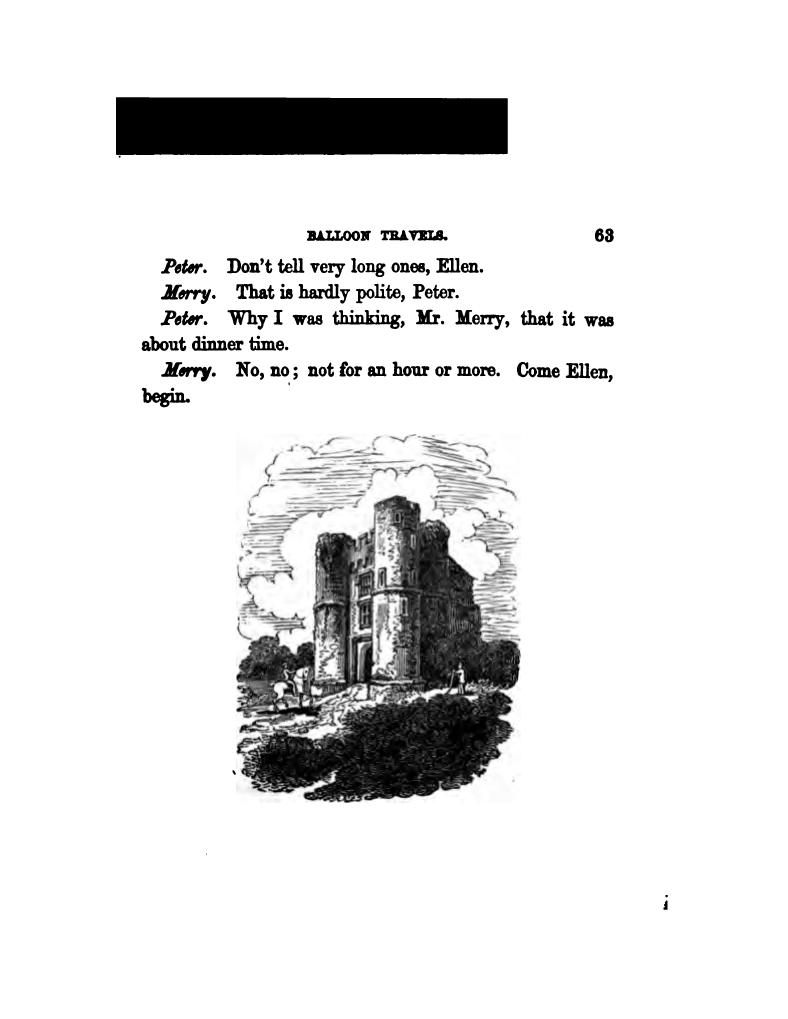 BALLOON TRAVELS. 63
Peter. Don't tell very long ones, Ellen.
Merry. That is hardly polite, Peter.
Peter. Why I was thinking, Mr. Merry, that it was
about dinner time.
Merry. No, no; not for an hour or more. Come Ellen,
begin.
i